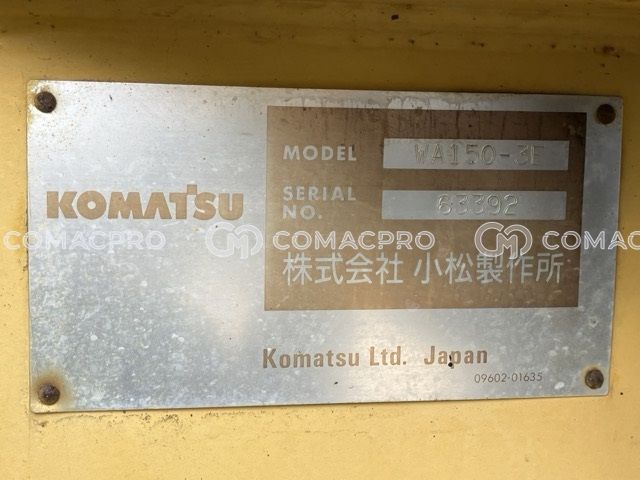 KOMATSU
MODEL WA150-3E
SERIAL NO. 63392
COMACPRO COMACPRO COMACPRO
株式会社 小松製作所
Komatsu Ltd. Japan
09602-01635